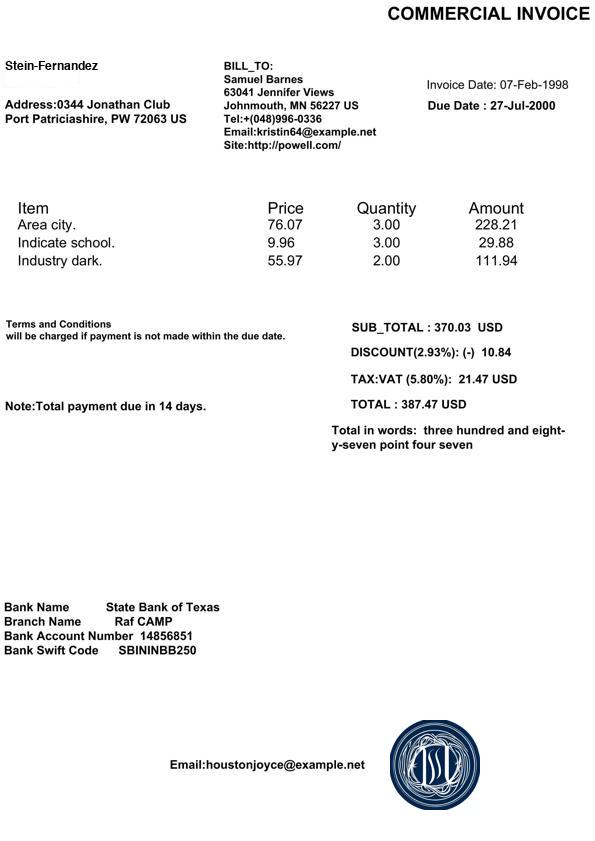 COMMERCIAL INVOICE
Stein-Fernandez
Address:0344 Jonathan Club
Port Patriciashire, PW 72063 US
BILL_TO:
Samuel Barnes
63041 Jennifer Views
Johnmouth, MN 56227 US
Tel:+(048)996-0336
Email:kristin64@example.net
Site:http://powell.com/
Invoice Date: 07-Feb-1998
Due Date : 27-Jul-2000
Item Price Quantity Amount
Area city. 76.07 3.00 228.21
Indicate school. 9.96 3.00 29.88
Industry dark. 55.97 2.00 111.94
Terms and Conditions
will be charged if payment is not made within the due date.
Note:Total payment due in 14 days.
SUB_TOTAL : 370.03 USD
DISCOUNT(2.93%): (-) 10.84
TAX:VAT (5.80%): 21.47 USD
TOTAL : 387.47 USD
Total in words: three hundred and eight-
y-seven point four seven
Bank Name State Bank of Texas
Branch Name Raf CAMP
Bank Account Number 14856851
Bank Swift Code SBININBB250
Email:houstonjoyce@example.net